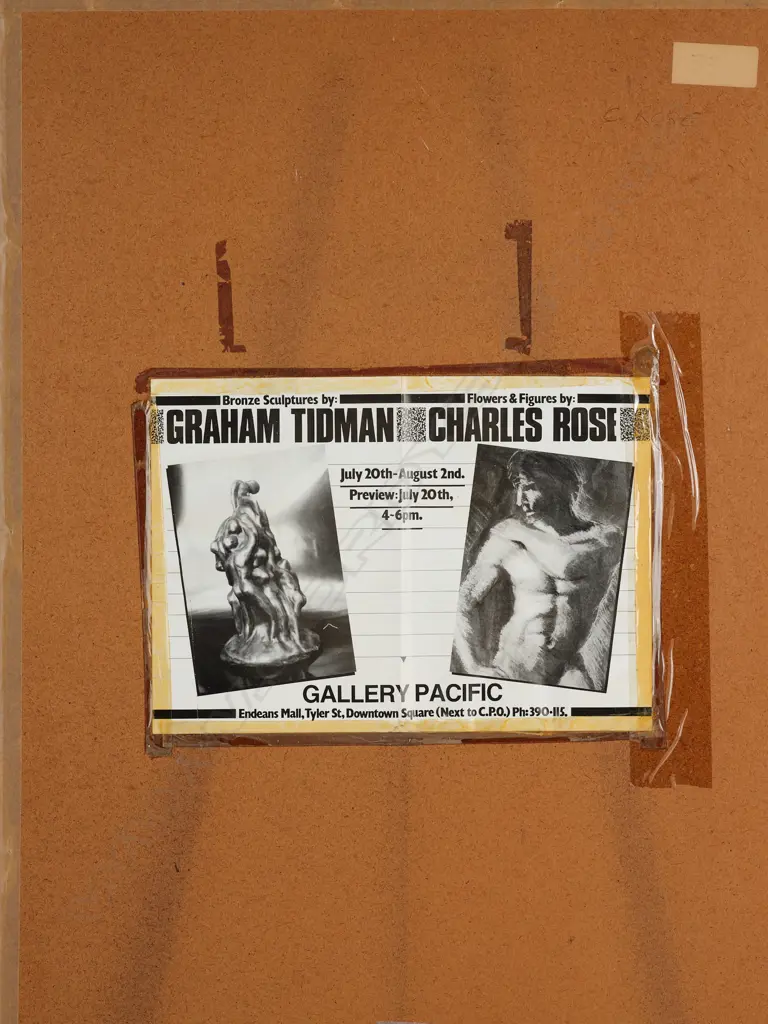 Bronze Sculptures by:
Flowers & Figures by:
GRAHAM TIDMAN
CHARLES ROSE
July 20th-August 2nd.
Preview: July 20th,
4-6pm.
GALLERY PACIFIC
Endeans Mall, Tyler St, Downtown Square (Next to C.P.O.) Ph: 390-115.